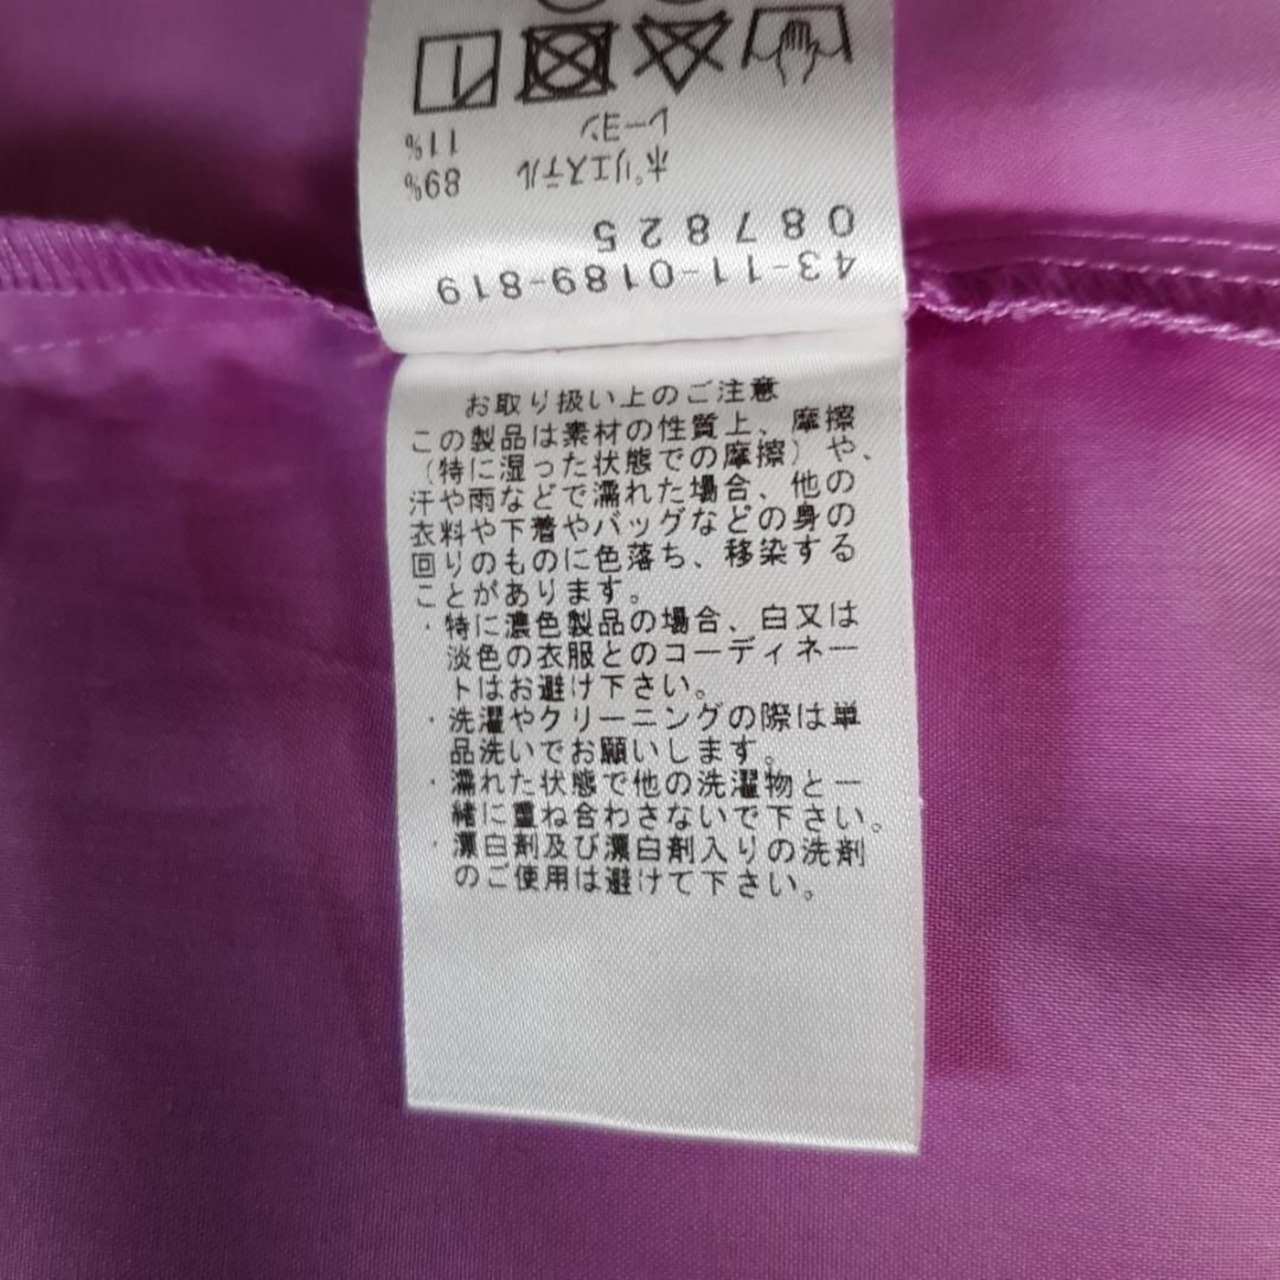 43-11-0189-819
087825
ポリエステル 89%
レーヨン 11%
お取り扱い上のご注意
この製品は素材の性質上、摩擦
（特に湿った状態での摩擦）や、
汗や雨などで濡れた場合、他の
衣料や下着やバッグなどの身の
回りのものに色落ち、移染する
ことがあります。
・特に濃色製品の場合、白又は
淡色の衣服とのコーディネー
トはお避け下さい。
・洗濯やクリーニングの際は単
品洗いでお願いします。
・濡れた状態で他の洗濯物と一
緒に重ね合わさないで下さい。
・漂白剤及び漂白剤入りの洗剤
のご使用は避けて下さい。